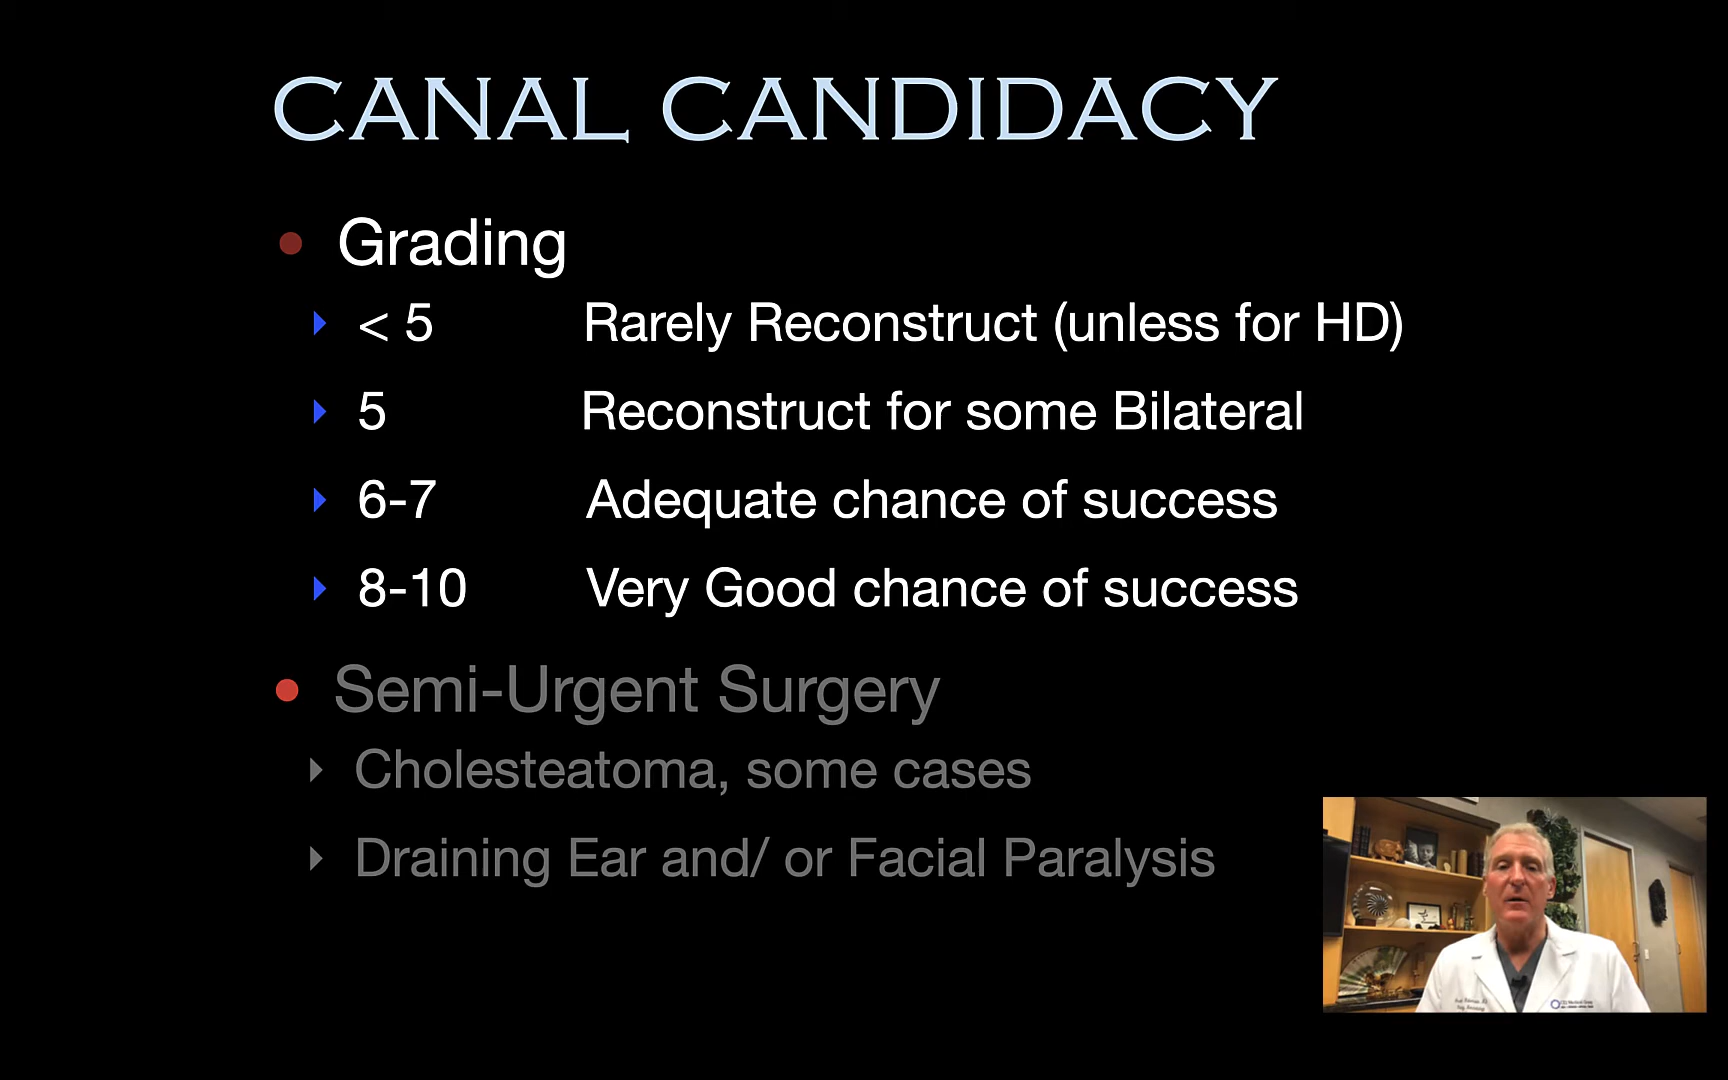 CANAL CANDIDACY
Grading
< 5 Rarely Reconstruct (unless for HD)
5 Reconstruct for some Bilateral
6-7 Adequate chance of success
8-10 Very Good chance of success
Semi-Urgent Surgery
Cholesteatoma, some cases
Draining Ear and/ or Facial Paralysis